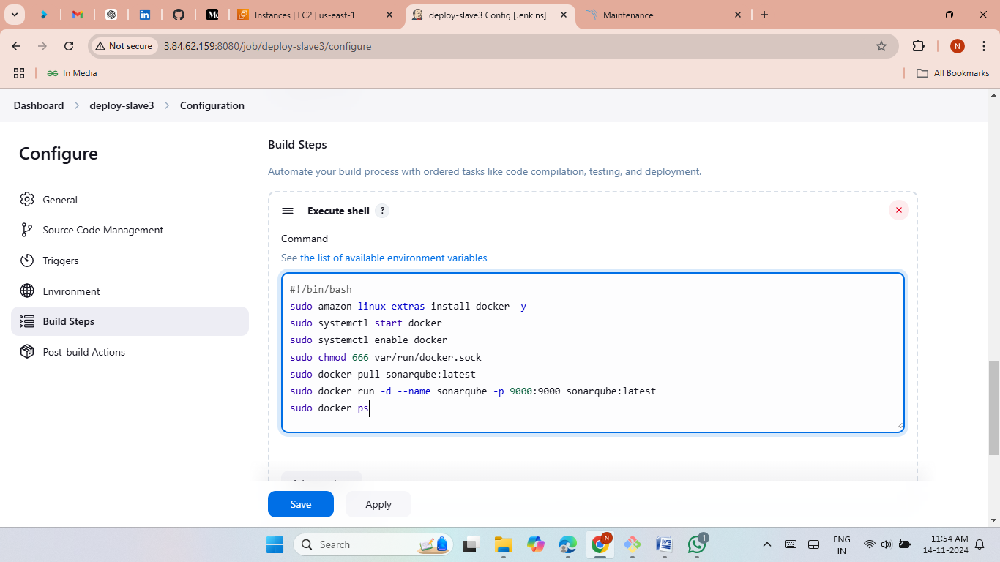 Instances | EC2 | us-east-1
deploy-slave3 Config [Jenkins]
Maintenance
Not secure
3.84.62.159:8080/job/deploy-slave3/configure
N
In Media
All Bookmarks
Dashboard
deploy-slave3
Configuration
Configure
General
Source Code Management
Triggers
Environment
Build Steps
Post-build Actions
Build Steps
Automate your build process with ordered tasks like code compilation, testing, and deployment.
Execute shell ?
Command
See the list of available environment variables
#!/bin/bash
sudo amazon-linux-extras install docker -y
sudo systemctl start docker
sudo systemctl enable docker
sudo chmod 666 var/run/docker.sock
sudo docker pull sonarqube:latest
sudo docker run -d --name sonarqube -p 9000:9000 sonarqube:latest
sudo docker ps
Save
Apply
Search
N
1
ENG
IN
11:54 AM
14-11-2024